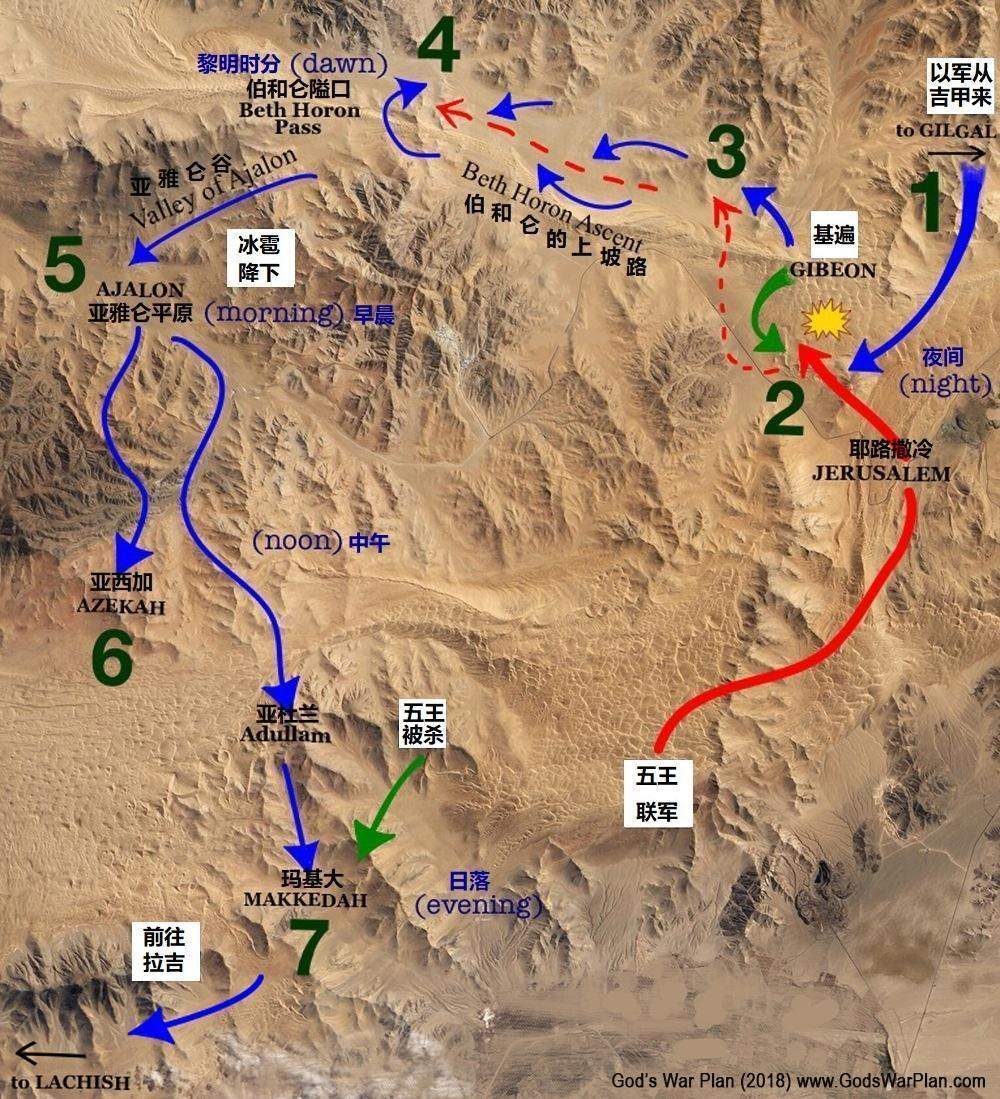 4
黎明时分 (dawn)
伯和仑隘口
Beth Horon
Pass
以军从
吉甲来
to GILGAL
3
1
亚雅仑谷
Valley of Ajalon
Beth Horon Ascent
伯和仑的上坡路
基遍
GIBEON
5
冰雹
降下
AJALON
亚雅仑平原 (morning) 早晨
夜间
(night)
2
耶路撒冷
JERUSALEM
(noon) 中午
亚西加
AZEKAH
6
亚杜兰
Adullam
五王
被杀
五王
联军
玛基大
MAKKEDAH
日落
(evening)
7
前往
拉吉
to LACHISH
God's War Plan (2018) www.GodsWarPlan.com